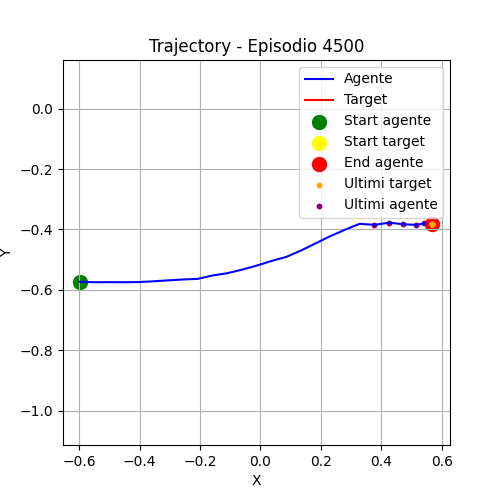 Trajectory - Episodio 4500
Agente
Target
Start agente
Start target
End agente
Ultimi target
Ultimi agente
0.0
−0.2
−0.4
−0.6
−0.8
−1.0
Y
−0.6
−0.4
−0.2
0.0
0.2
0.4
0.6
X